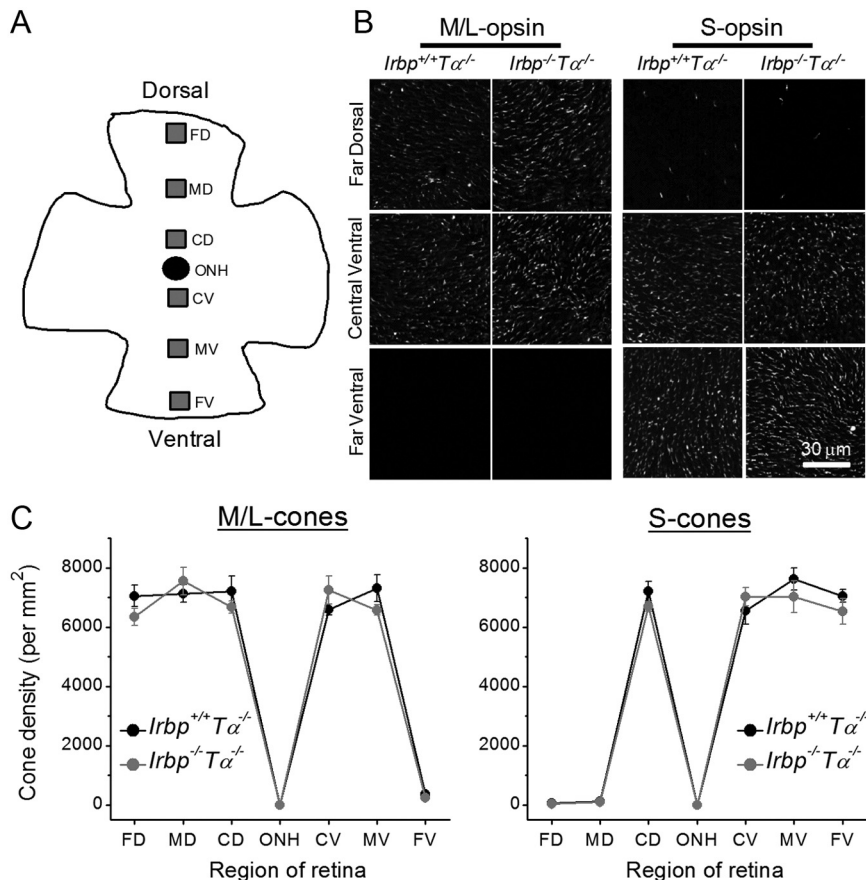 A
Dorsal
FD
MD
CD
ONH
CV
MV
FV
Ventral
B
M/L-opsin
S-opsin
Irbp+/+Tα-/-
Irbp-/-Tα-/-
Irbp+/+Tα-/-
Irbp-/-Tα-/-
Far Dorsal
Central Ventral
Far Ventral
30 μm
C
M/L-cones
Cone density (per mm²)
8000
6000
4000
2000
0
Irbp+/+Tα-/-
Irbp-/-Tα-/-
FD MD CD ONH CV MV FV
Region of retina
S-cones
8000
6000
4000
2000
0
Irbp+/+Tα-/-
Irbp-/-Tα-/-
FD MD CD ONH CV MV FV
Region of retina